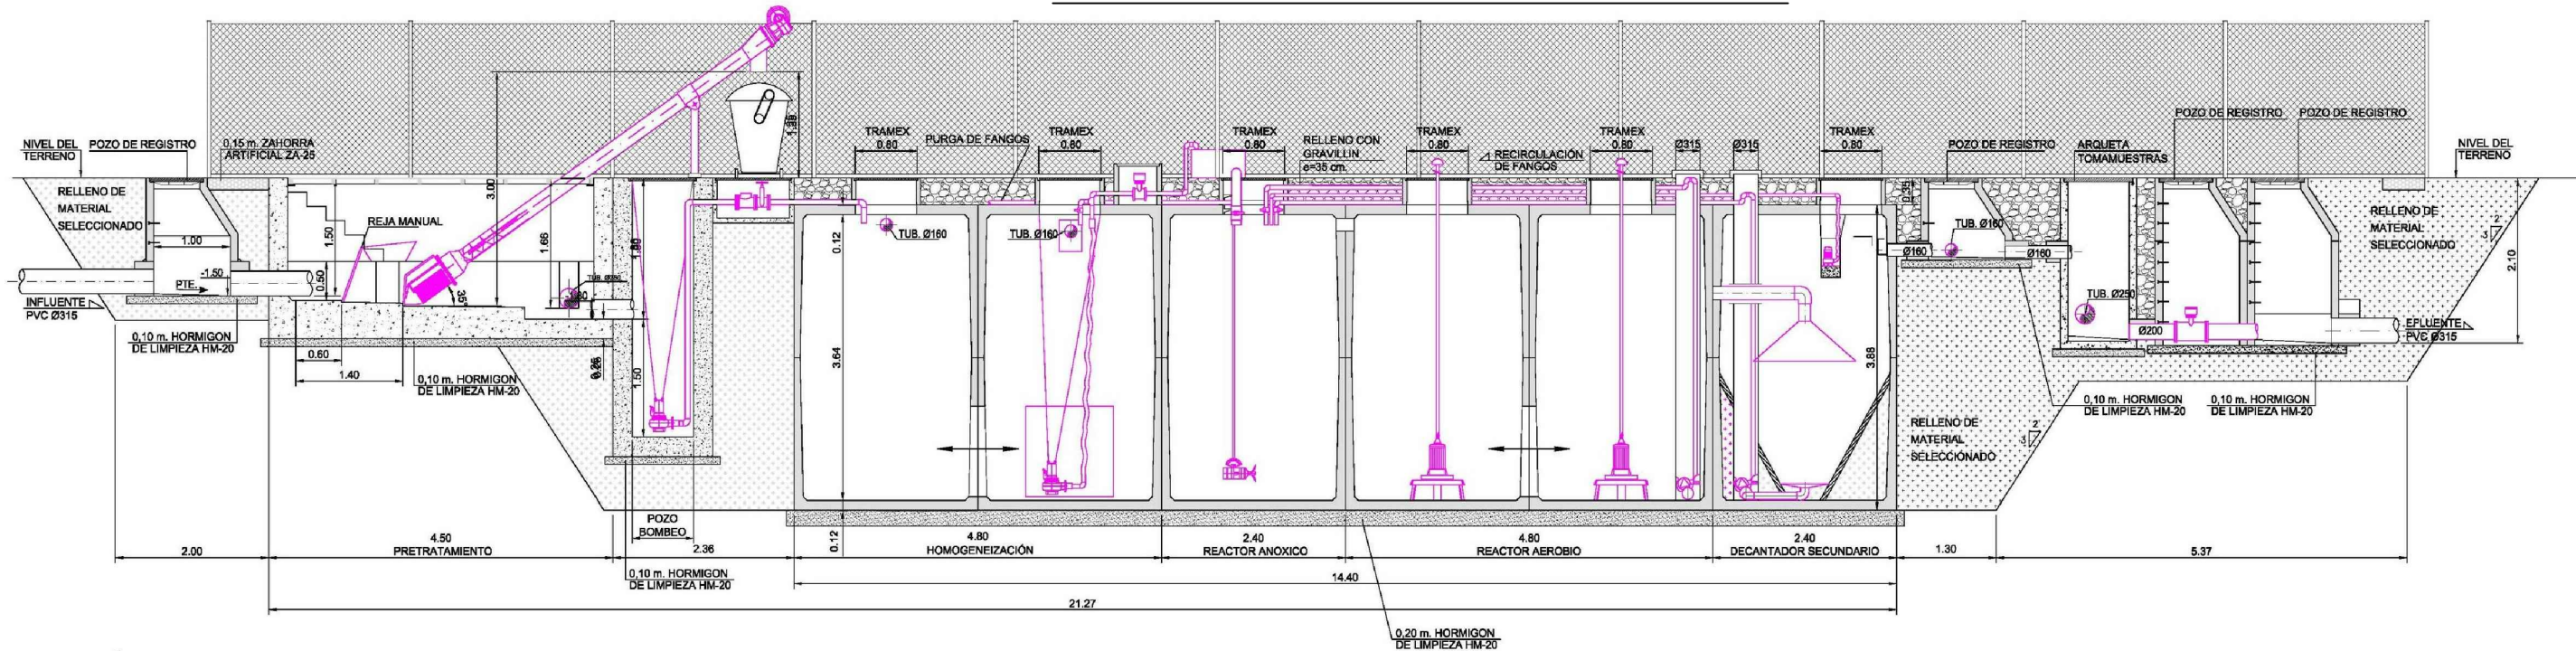 NIVEL DEL
TERRENO
POZO DE REGISTRO
0,15 m. ZAHORRA
ARTIFICIAL ZA-25
RELLENO DE
MATERIAL
SELECCIONADO
1.00
-1.50
PTE.
INFLUENTE
PVC Ø315
0,10 m. HORMIGON
DE LIMPIEZA HM-20
REJA MANUAL
1.50
0.50
35°
0.60
1.40
0,10 m. HORMIGON
DE LIMPIEZA HM-20
3.00
1.66
1.50
POZO
BOMBEO
0,10 m. HORMIGON
DE LIMPIEZA HM-20
TRAMEX
0.80
PURGA DE FANGOS
TRAMEX
0.80
TRAMEX
0.80
RELLENO CON
GRAVILLIN
e=35 cm.
TRAMEX
0.80
RECIRCULACIÓN
DE FANGOS
TRAMEX
0.80
Ø315
Ø315
TRAMEX
0.80
TUB. Ø160
TUB. Ø160
0.12
3.64
0.12
3.88
0.35
POZO DE REGISTRO
ARQUETA
TOMAMUESTRAS
POZO DE REGISTRO
POZO DE REGISTRO
NIVEL DEL
TERRENO
TUB. Ø160
Ø160
Ø160
TUB. Ø250
Ø200
RELLENO DE
MATERIAL
SELECCIONADO
2
3
2.10
EFLUENTE
PVC Ø315
0,10 m. HORMIGON
DE LIMPIEZA HM-20
0,10 m. HORMIGON
DE LIMPIEZA HM-20
RELLENO DE
MATERIAL
SELECCIONADO
2
3
2.00
4.50
PRETRATAMIENTO
2.36
4.80
HOMOGENEIZACIÓN
2.40
REACTOR ANOXICO
4.80
REACTOR AEROBIO
2.40
DECANTADOR SECUNDARIO
1.30
5.37
14.40
21.27
0,20 m. HORMIGON
DE LIMPIEZA HM-20